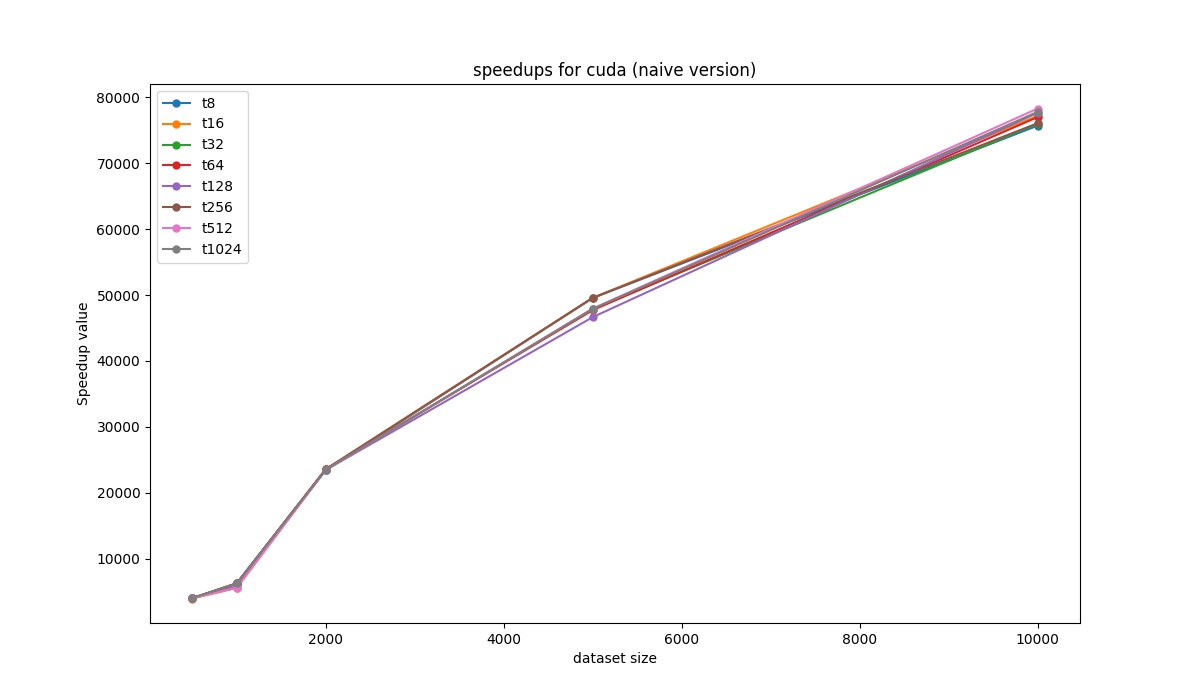 speedups for cuda (naive version)
t8
t16
t32
t64
t128
t256
t512
t1024
Speedup value
80000
70000
60000
50000
40000
30000
20000
10000
2000 4000 6000 8000 10000
dataset size